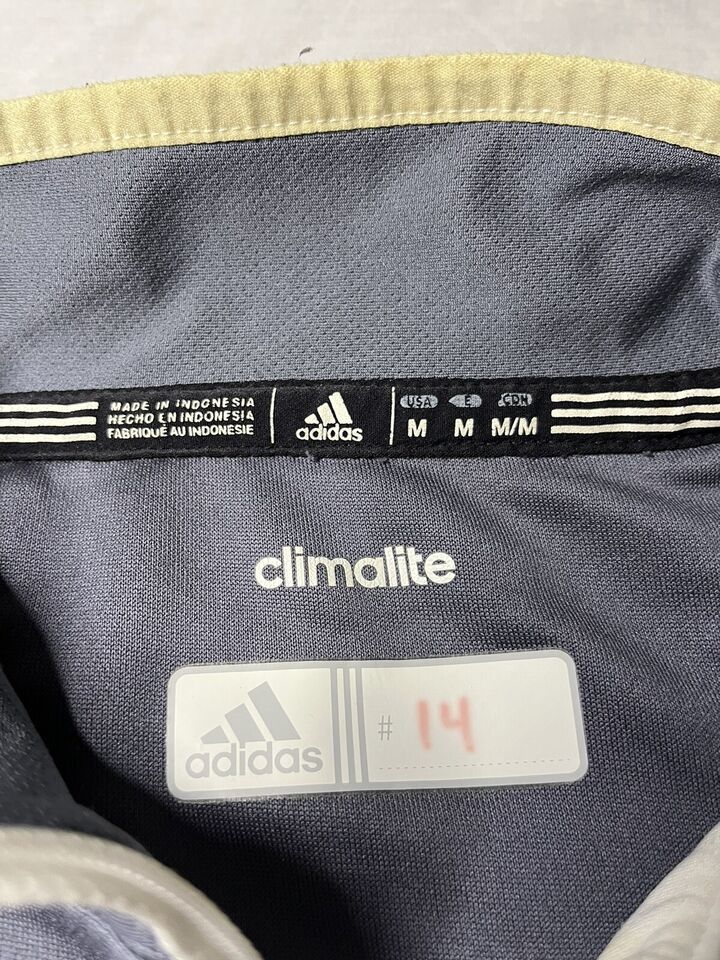 MADE IN INDONESIA
HECHO EN INDONESIA
FABRIQUÉ AU INDONESIE
adidas
USA E CDN
M M M/M
climalite
adidas
# 14